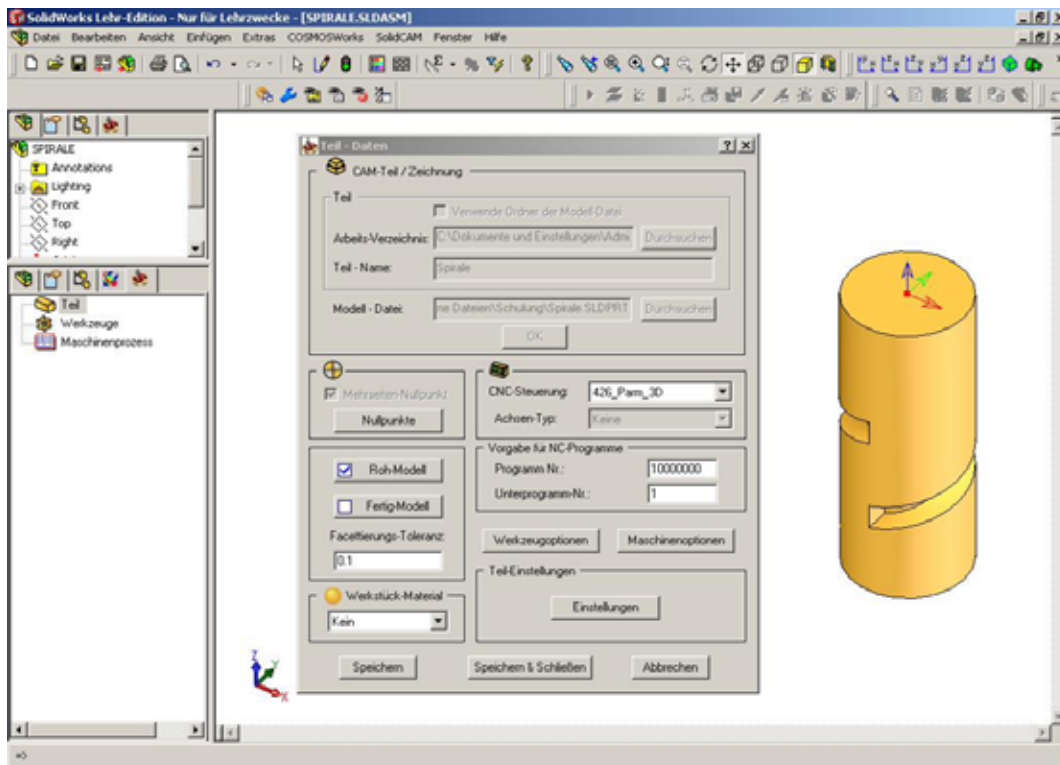 SolidWorks Lehr-Edition - Nur für Lehrzwecke - [SPIRALE.SLDASM]
Datei Bearbeiten Ansicht Einfügen Extras COSMOSWorks SolidCAM Fenster Hilfe
SPIRALE
Annotations
Lighting
Front
Top
Right
Teil
Werkzeuge
Maschinenprozess
Teil - Daten
CAM-Teil / Zeichnung
Teil
Verwende Ordner der Modell-Datei
Arbeits-Verzeichnis: C:\Dokumente und Einstellungen\Admi Durchsuchen
Teil - Name: Spirale
Modell - Datei: ne Dateien\Schulung\Spirale.SLDPRT Durchsuchen
OK
Mehrseiten-Nullpunkt
Nullpunkte
CNC-Steuerung: 426_Pam_3D
Achsen-Typ: Keine
Roh-Modell
Fertig-Modell
Facettierungs-Toleranz:
0.1
Vorgabe für NC-Programme
Programm Nr.: 10000000
Unterprogramm-Nr.: 1
Werkzeugoptionen Maschinenoptionen
Werkstück-Material
Kein
Teil-Einstellungen
Einstellungen
Speichern Speichern & Schließen Abbrechen
Z
Y
X
=>